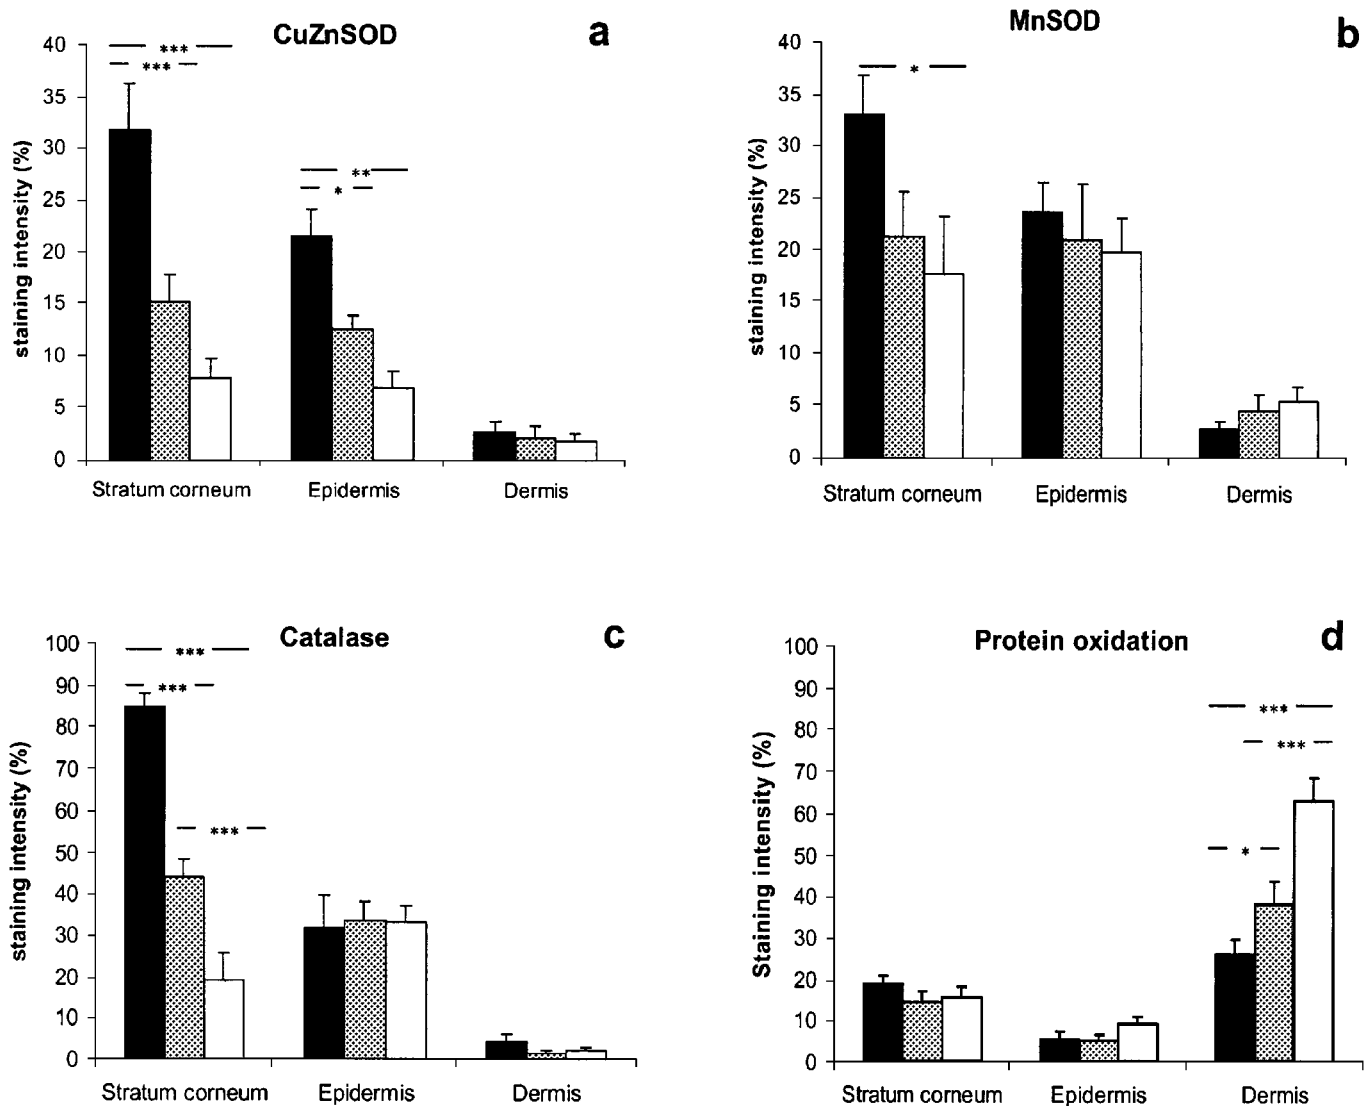 CuZnSOD
a
staining intensity (%)
40
35
30
25
20
15
10
5
0
***
***
**
*
Stratum corneum
Epidermis
Dermis
MnSOD
b
staining intensity (%)
40
35
30
25
20
15
10
5
0
*
Stratum corneum
Epidermis
Dermis
Catalase
c
staining intensity (%)
100
90
80
70
60
50
40
30
20
10
0
***
***
***
Stratum corneum
Epidermis
Dermis
Protein oxidation
d
Staining intensity (%)
100
90
80
70
60
50
40
30
20
10
0
***
***
*
Stratum corneum
Epidermis
Dermis